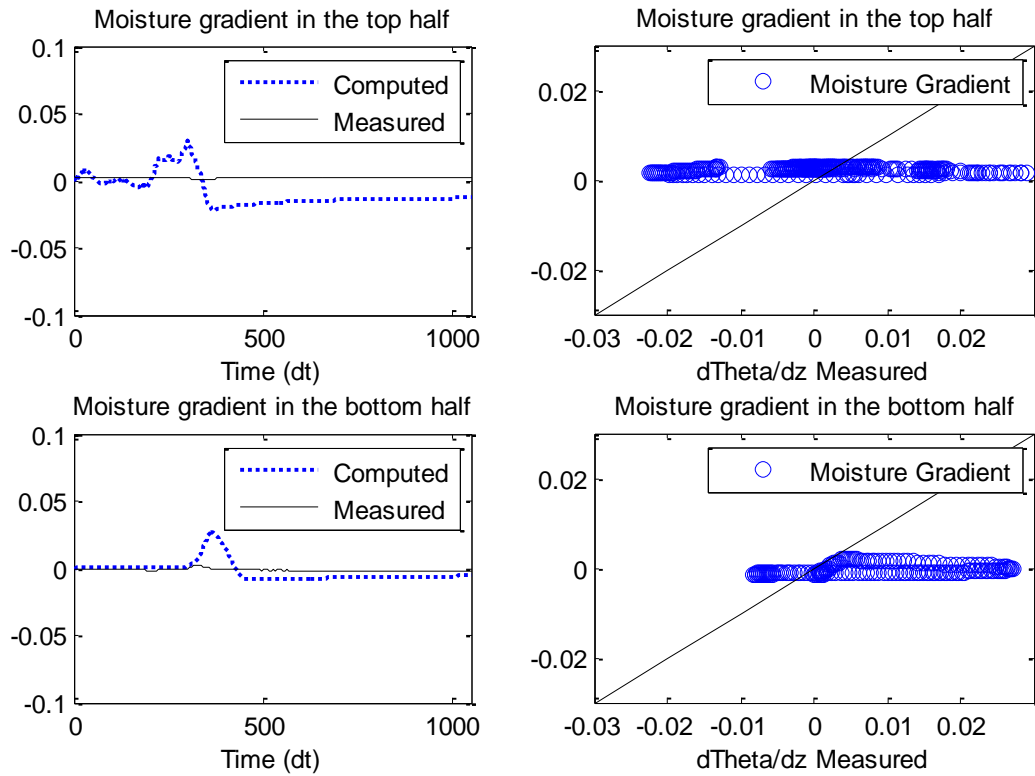 Moisture gradient in the top half
0.1
0.05
0
-0.05
-0.1
Computed
Measured
0 500 1000
Time (dt)
Moisture gradient in the top half
0.02
0
-0.02
Moisture Gradient
-0.03 -0.02 -0.01 0 0.01 0.02
dTheta/dz Measured
Moisture gradient in the bottom half
0.1
0.05
0
-0.05
-0.1
Computed
Measured
0 500 1000
Time (dt)
Moisture gradient in the bottom half
0.02
0
-0.02
Moisture Gradient
-0.03 -0.02 -0.01 0 0.01 0.02
dTheta/dz Measured